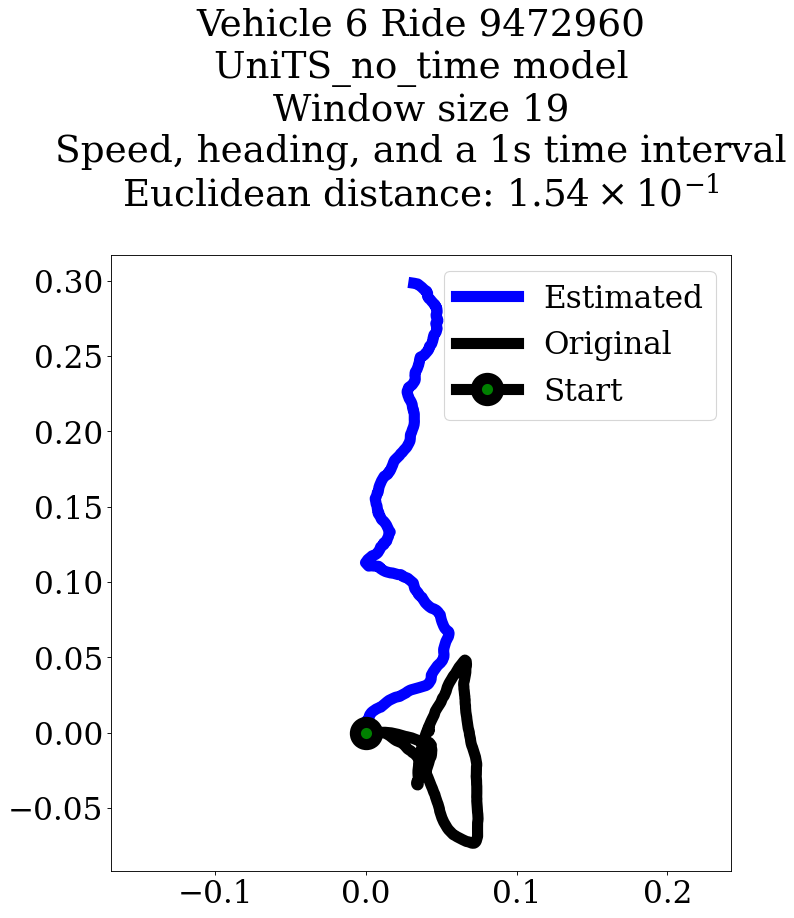 Vehicle 6 Ride 9472960
UniTS_no_time model
Window size 19
Speed, heading, and a 1s time interval
Euclidean distance: 1.54 × 10⁻¹
Estimated
Original
Start
0.30
0.25
0.20
0.15
0.10
0.05
0.00
−0.05
−0.1 0.0 0.1 0.2